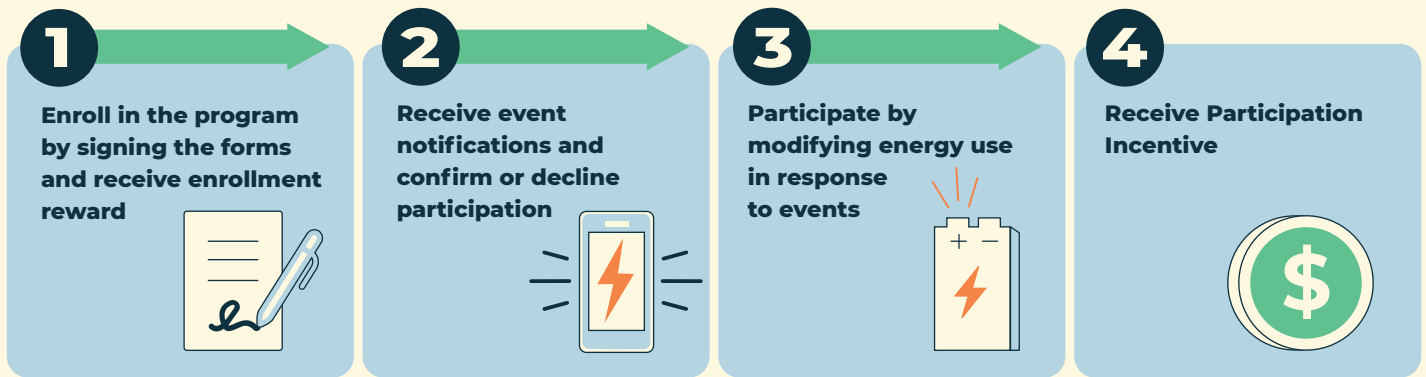 1
Enroll in the program
by signing the forms
and receive enrollment
reward
2
Receive event
notifications and
confirm or decline
participation
3
Participate by
modifying energy use
in response
to events
+ −
4
Receive Participation
Incentive
$